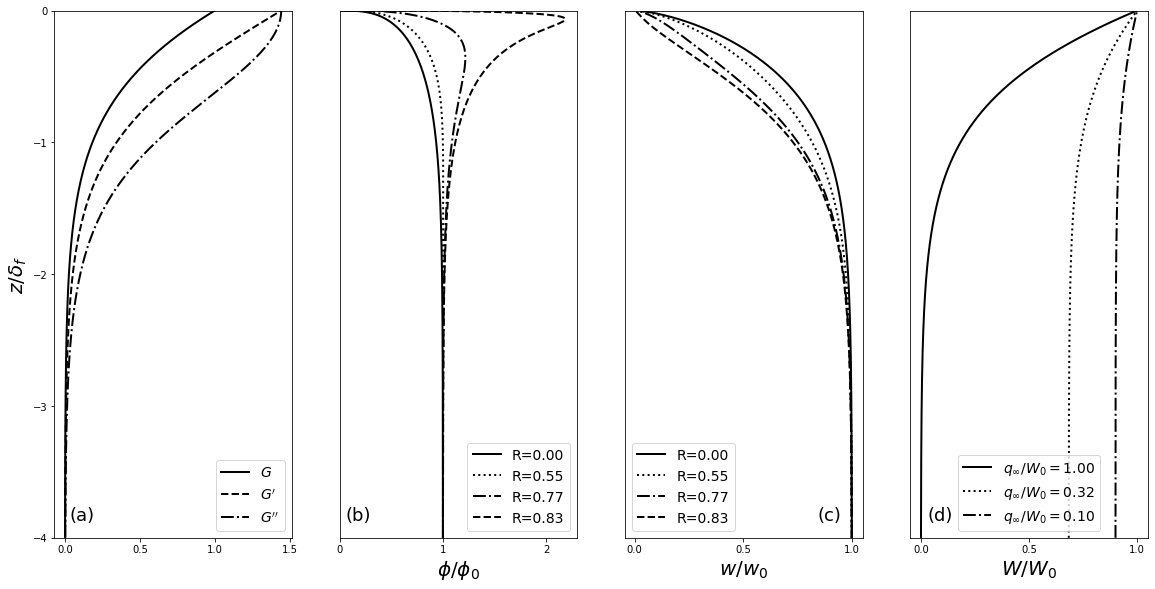 0
−1
−2
−3
−4
z/δ_f
0.0 0.5 1.0 1.5
(a)
G
G′
G′′
0 1 2
ϕ/ϕ_0
(b)
R=0.00
R=0.55
R=0.77
R=0.83
0.0 0.5 1.0
w/w_0
R=0.00
R=0.55
R=0.77
R=0.83
(c)
0.0 0.5 1.0
W/W_0
(d)
q_∞/W_0 = 1.00
q_∞/W_0 = 0.32
q_∞/W_0 = 0.10